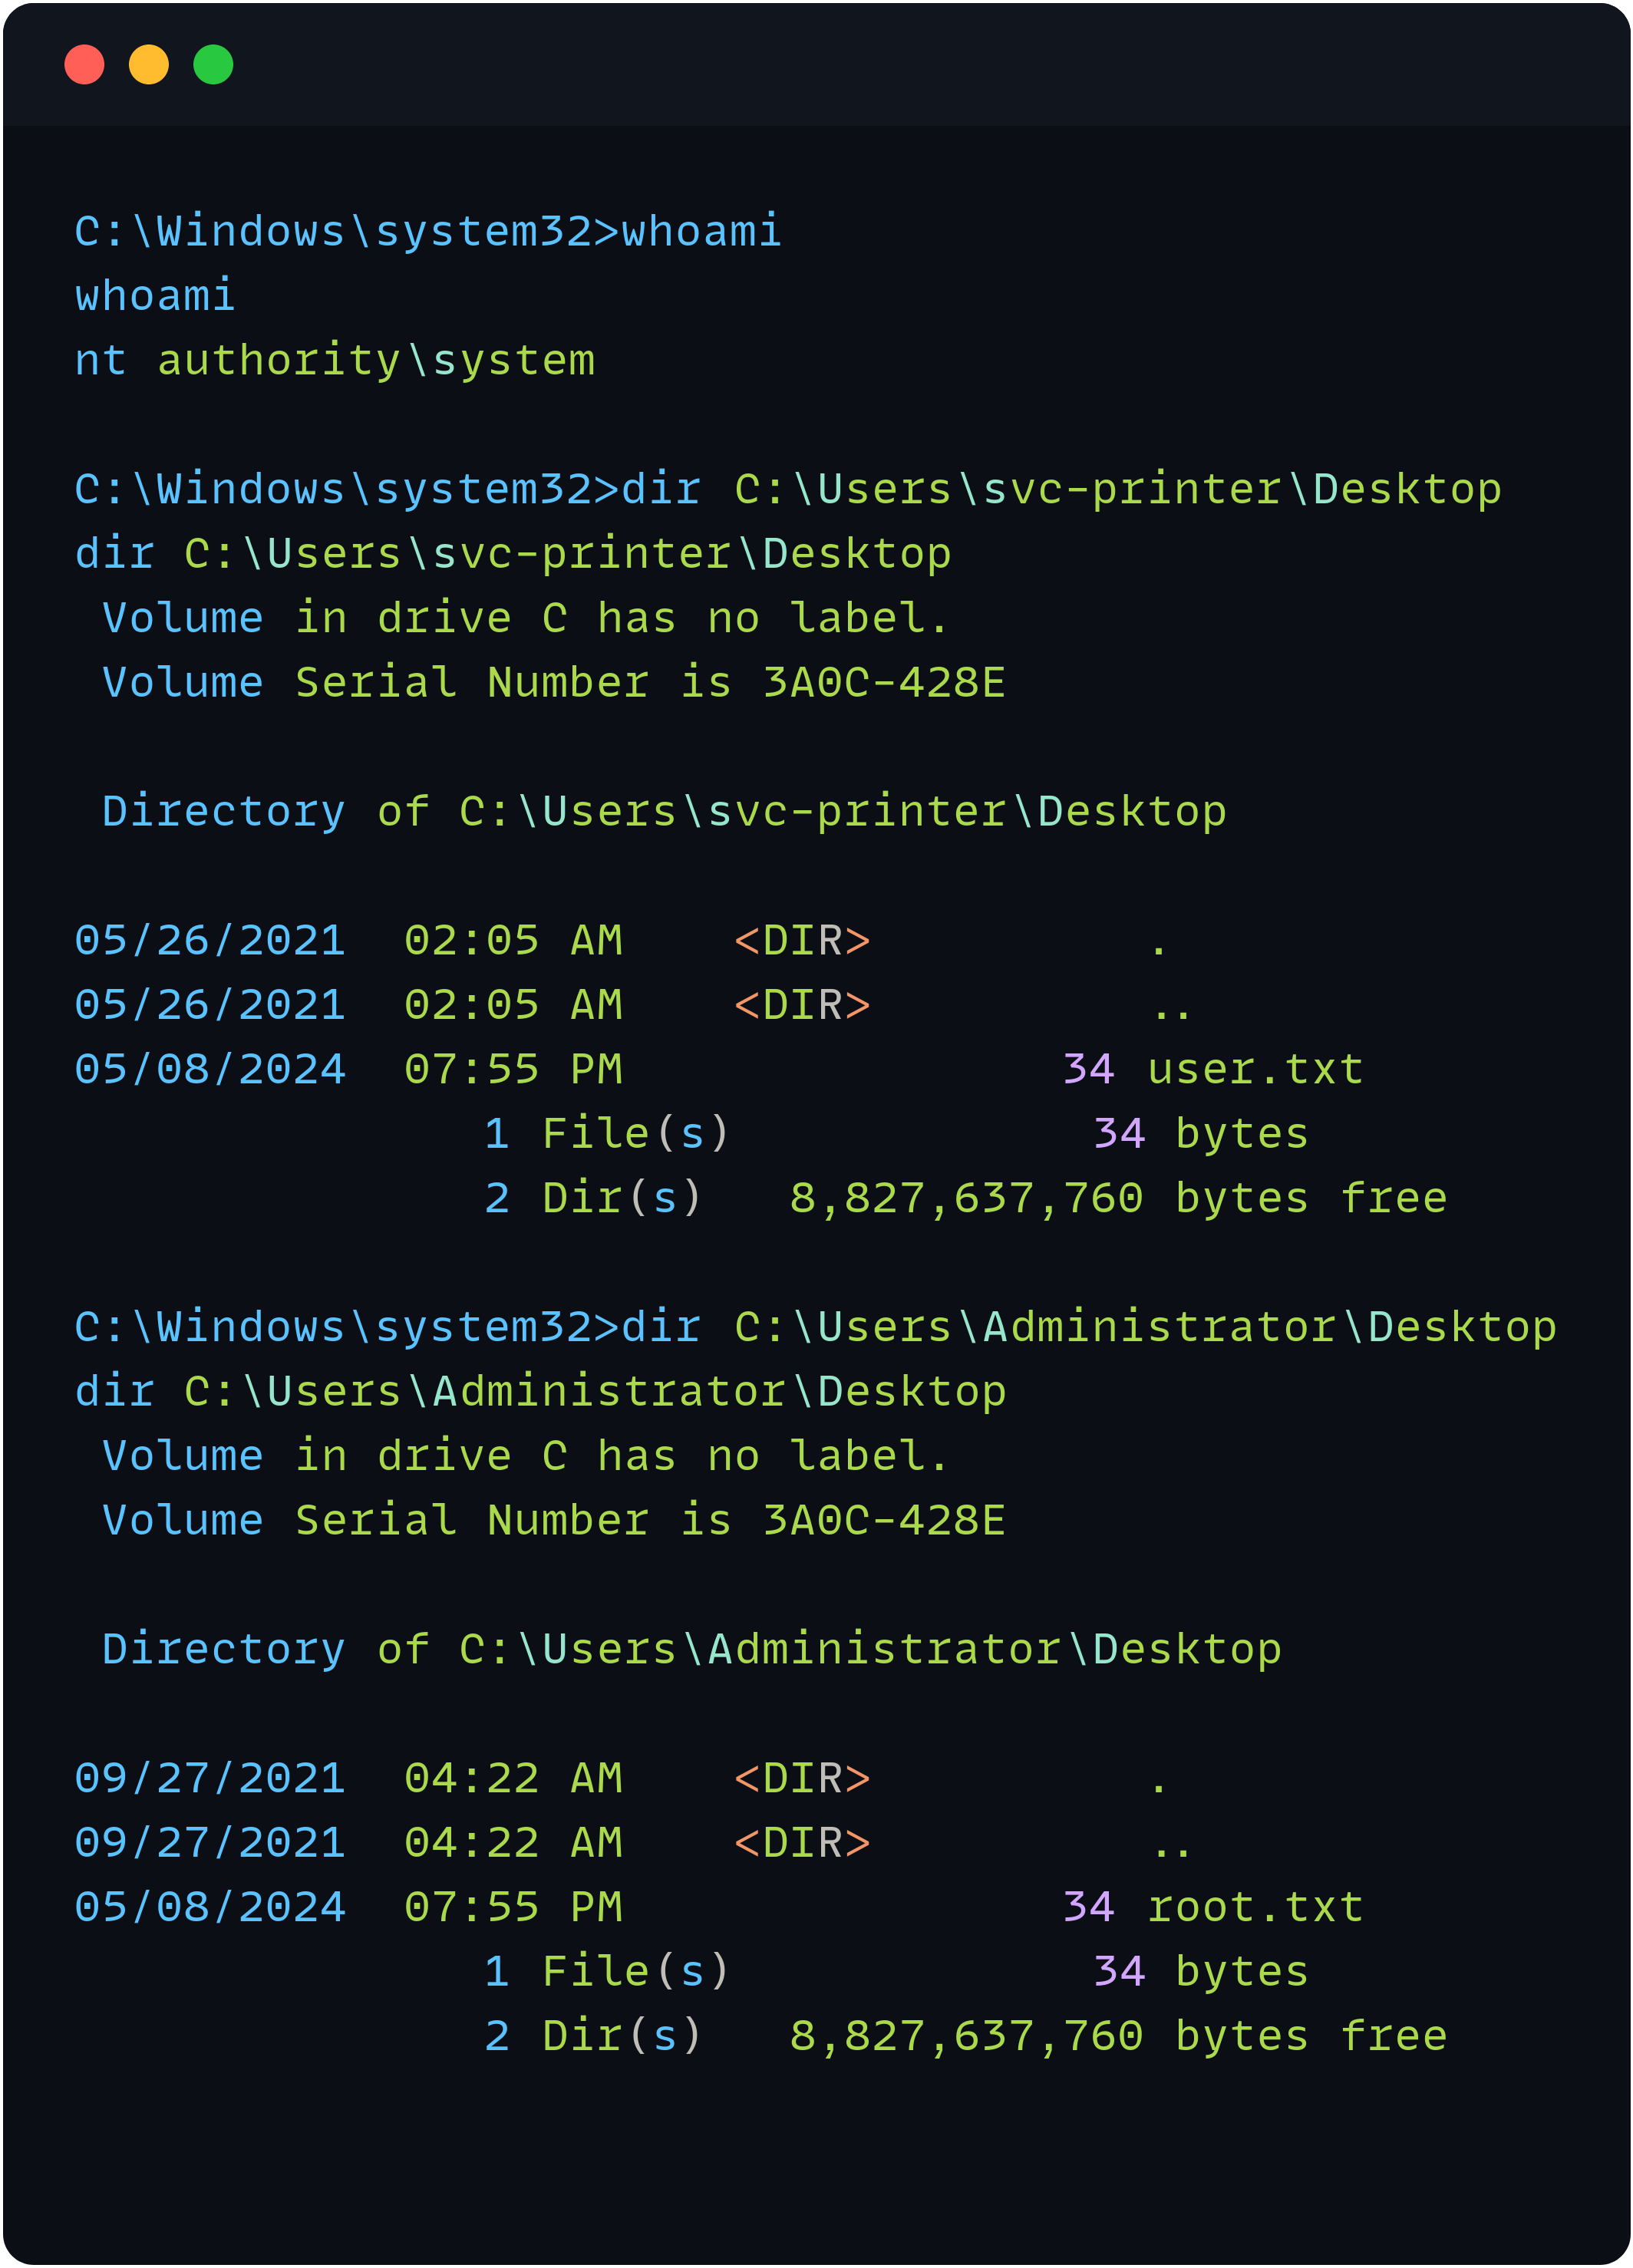 C:\Windows\system32>whoami
whoami
nt authority\system

C:\Windows\system32>dir C:\Users\svc-printer\Desktop
dir C:\Users\svc-printer\Desktop
 Volume in drive C has no label.
 Volume Serial Number is 3A0C-428E

 Directory of C:\Users\svc-printer\Desktop

05/26/2021  02:05 AM    <DIR>          .
05/26/2021  02:05 AM    <DIR>          ..
05/08/2024  07:55 PM                34 user.txt
               1 File(s)             34 bytes
               2 Dir(s)   8,827,637,760 bytes free

C:\Windows\system32>dir C:\Users\Administrator\Desktop
dir C:\Users\Administrator\Desktop
 Volume in drive C has no label.
 Volume Serial Number is 3A0C-428E

 Directory of C:\Users\Administrator\Desktop

09/27/2021  04:22 AM    <DIR>          .
09/27/2021  04:22 AM    <DIR>          ..
05/08/2024  07:55 PM                34 root.txt
               1 File(s)             34 bytes
               2 Dir(s)   8,827,637,760 bytes free